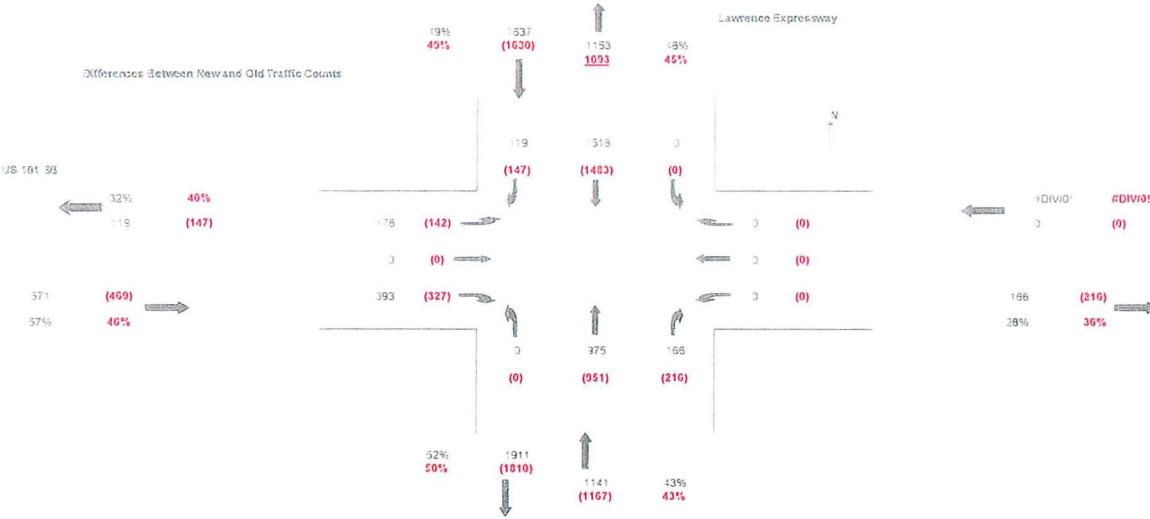 49% 1637 Lawrence Expressway
49% (1630) 1153 48%
1093 45%
Differences Between New and Old Traffic Counts
N
119 1518 0
(147) (1483) (0)
US 101 SB
32% 40%
119 (147)
178 (142)
0 (0)
#DIV/0! #DIV/0!
0 (0)
0 (0)
0 (0)
571 (469)
57% 46%
393 (327)
0 (0)
166 (216)
28% 36%
0 975 166
(0) (951) (216)
52% 1911
50% (1810)
1141 43%
(1167) 43%